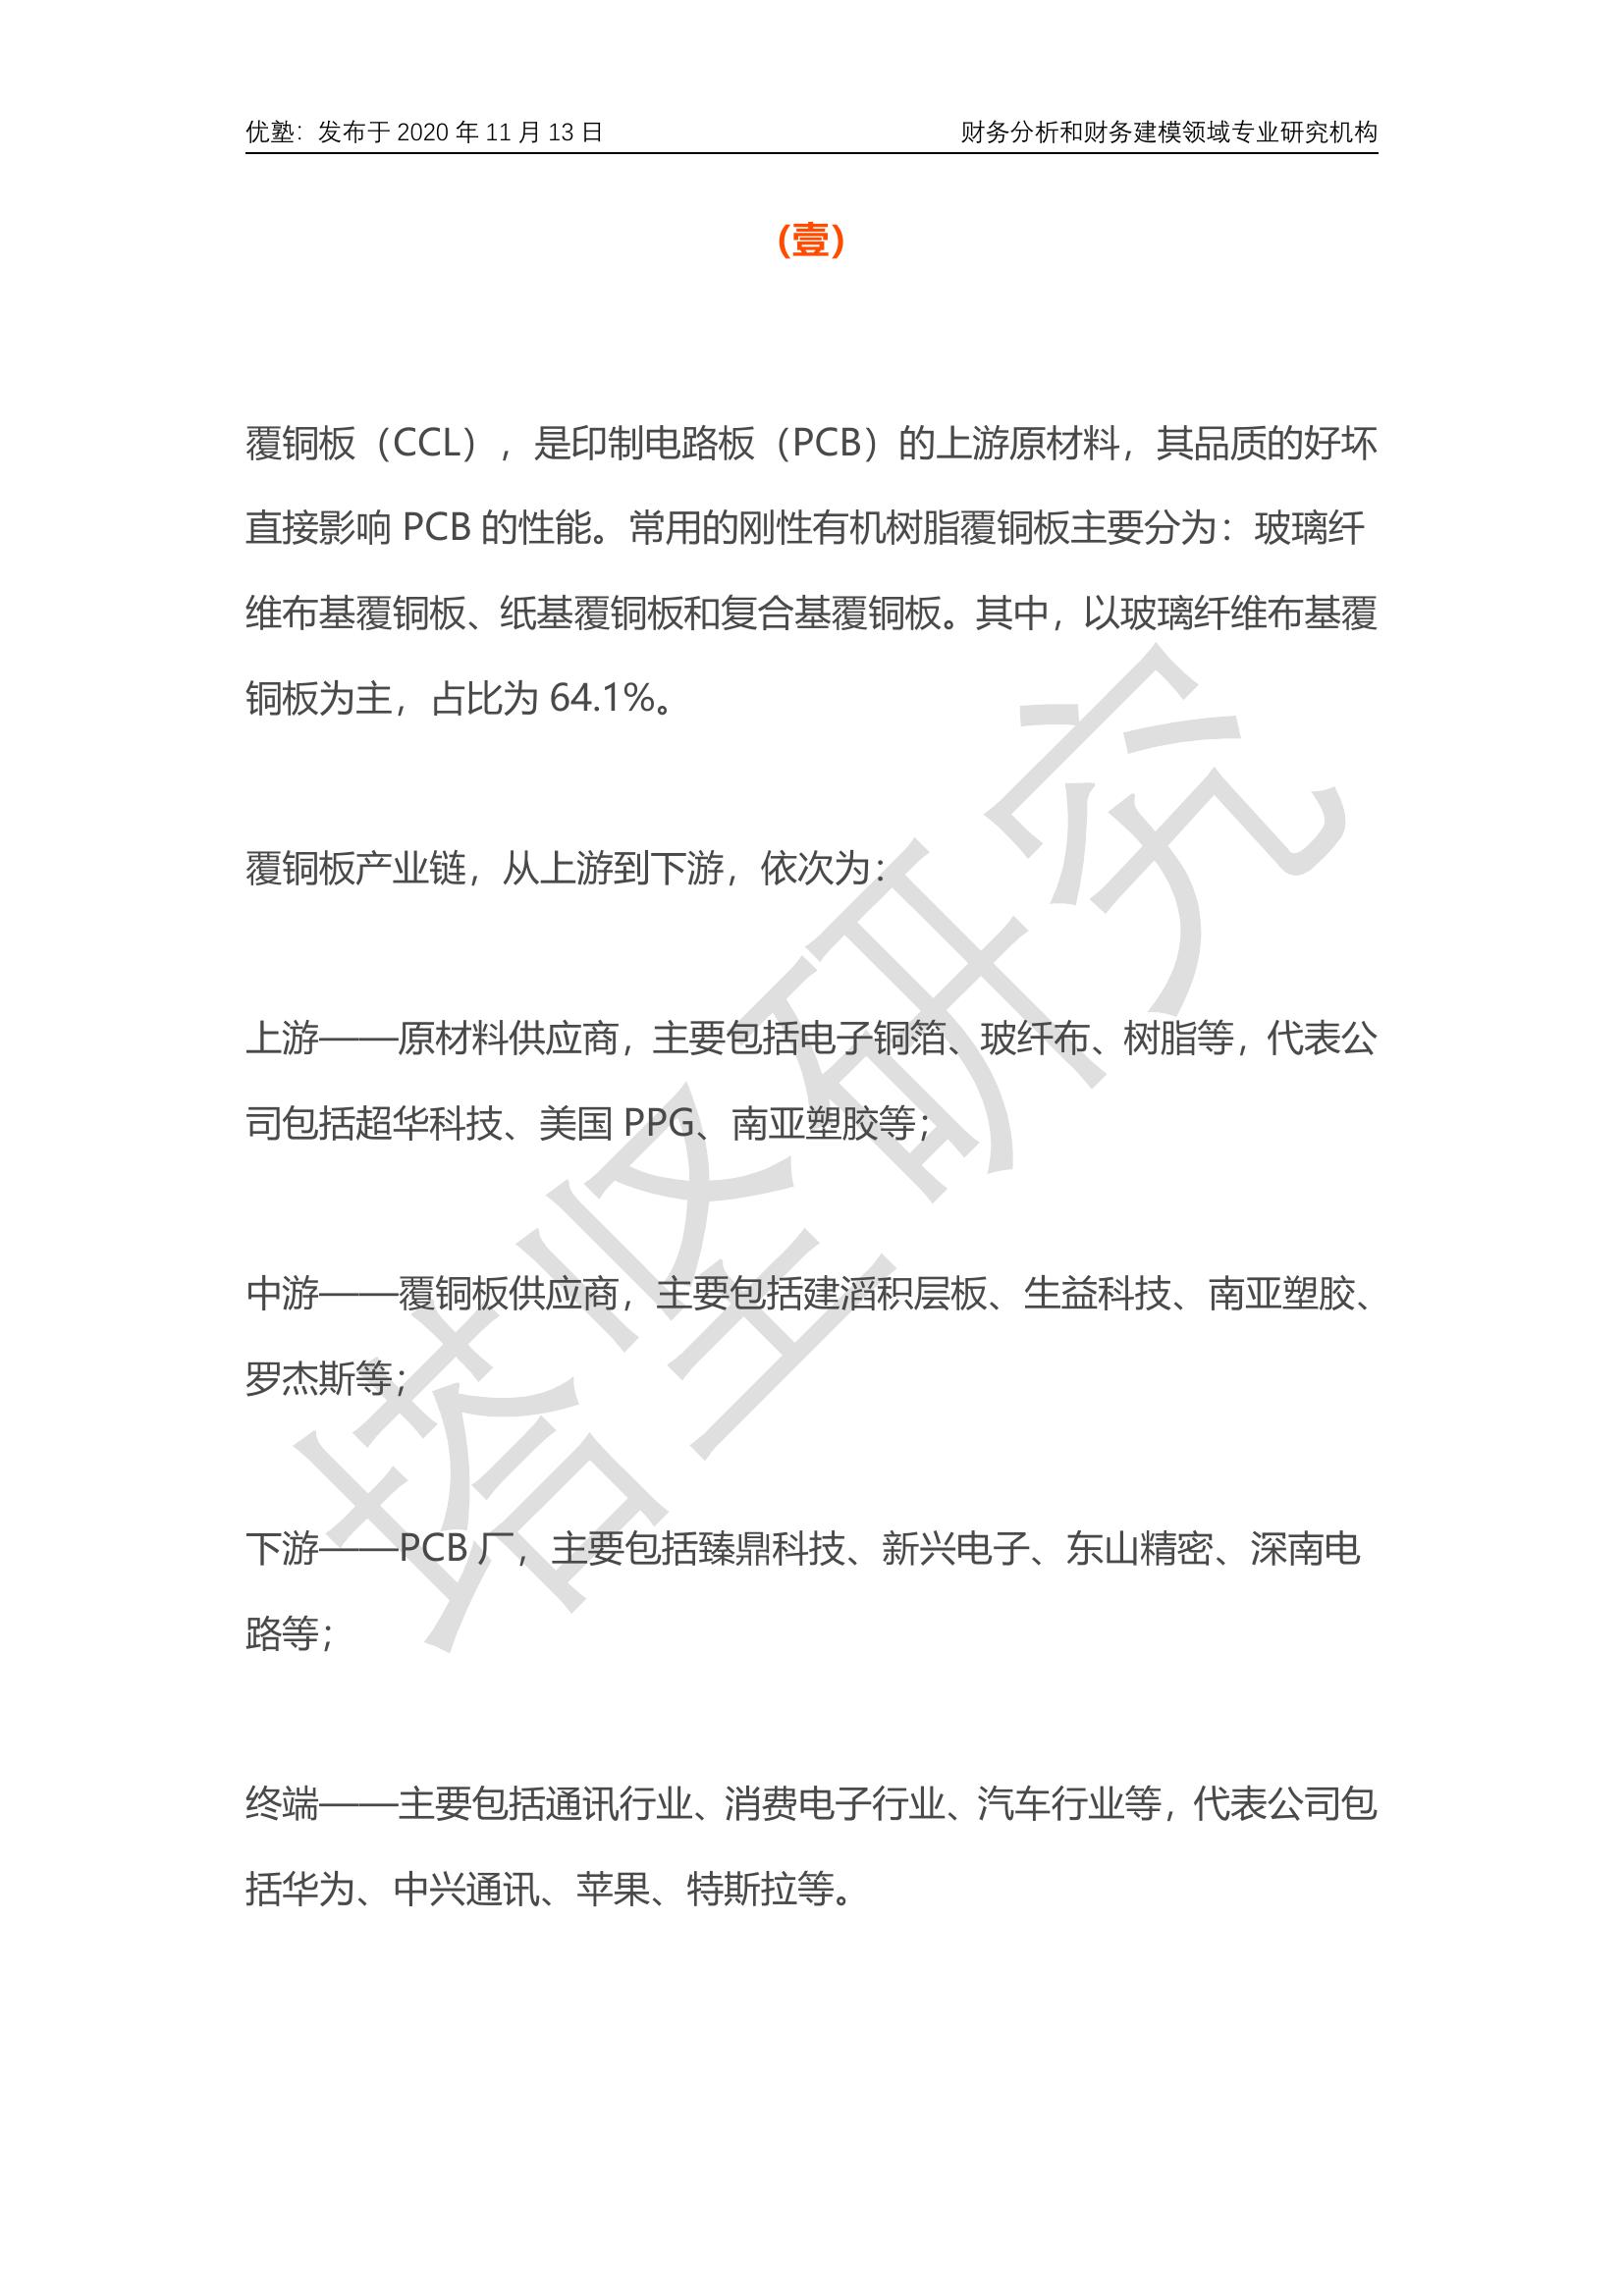 优塾：发布于 2020 年 11 月 13 日 财务分析和财务建模领域专业研究机构
(壹)
覆铜板（CCL），是印制电路板（PCB）的上游原材料，其品质的好坏
直接影响 PCB 的性能。常用的刚性有机树脂覆铜板主要分为：玻璃纤
维布基覆铜板、纸基覆铜板和复合基覆铜板。其中，以玻璃纤维布基覆
铜板为主，占比为 64.1%。
覆铜板产业链，从上游到下游，依次为：
上游——原材料供应商，主要包括电子铜箔、玻纤布、树脂等，代表公
司包括超华科技、美国 PPG、南亚塑胶等；
中游——覆铜板供应商，主要包括建滔积层板、生益科技、南亚塑胶、
罗杰斯等；
下游——PCB 厂，主要包括臻鼎科技、新兴电子、东山精密、深南电
路等；
终端——主要包括通讯行业、消费电子行业、汽车行业等，代表公司包
括华为、中兴通讯、苹果、特斯拉等。
塔坚研究